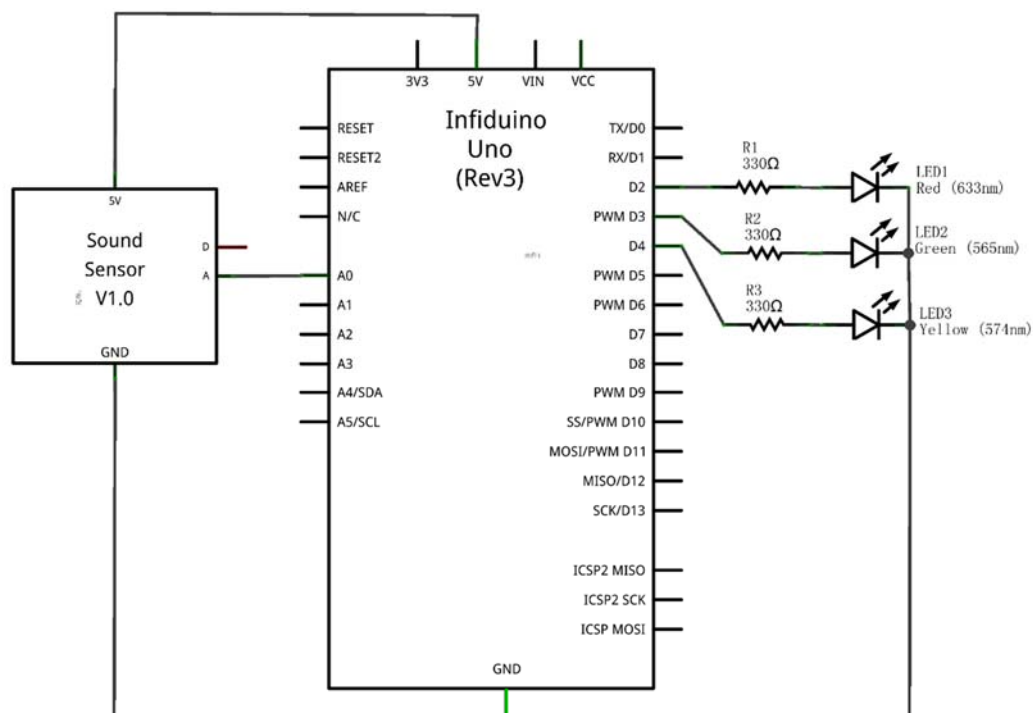 3V3
5V
VIN
VCC
Infiduino
Uno
(Rev3)
RESET
RESET2
AREF
N/C
A0
A1
A2
A3
A4/SDA
A5/SCL
TX/D0
RX/D1
D2
PWM D3
D4
PWM D5
PWM D6
D7
D8
PWM D9
SS/PWM D10
MOSI/PWM D11
MISO/D12
SCK/D13
ICSP2 MISO
ICSP2 SCK
ICSP MOSI
GND
5V
Sound
Sensor
V1.0
D
A
GND
R1
330Ω
R2
330Ω
R3
330Ω
LED1
Red (633nm)
LED2
Green (565nm)
LED3
Yellow (574nm)